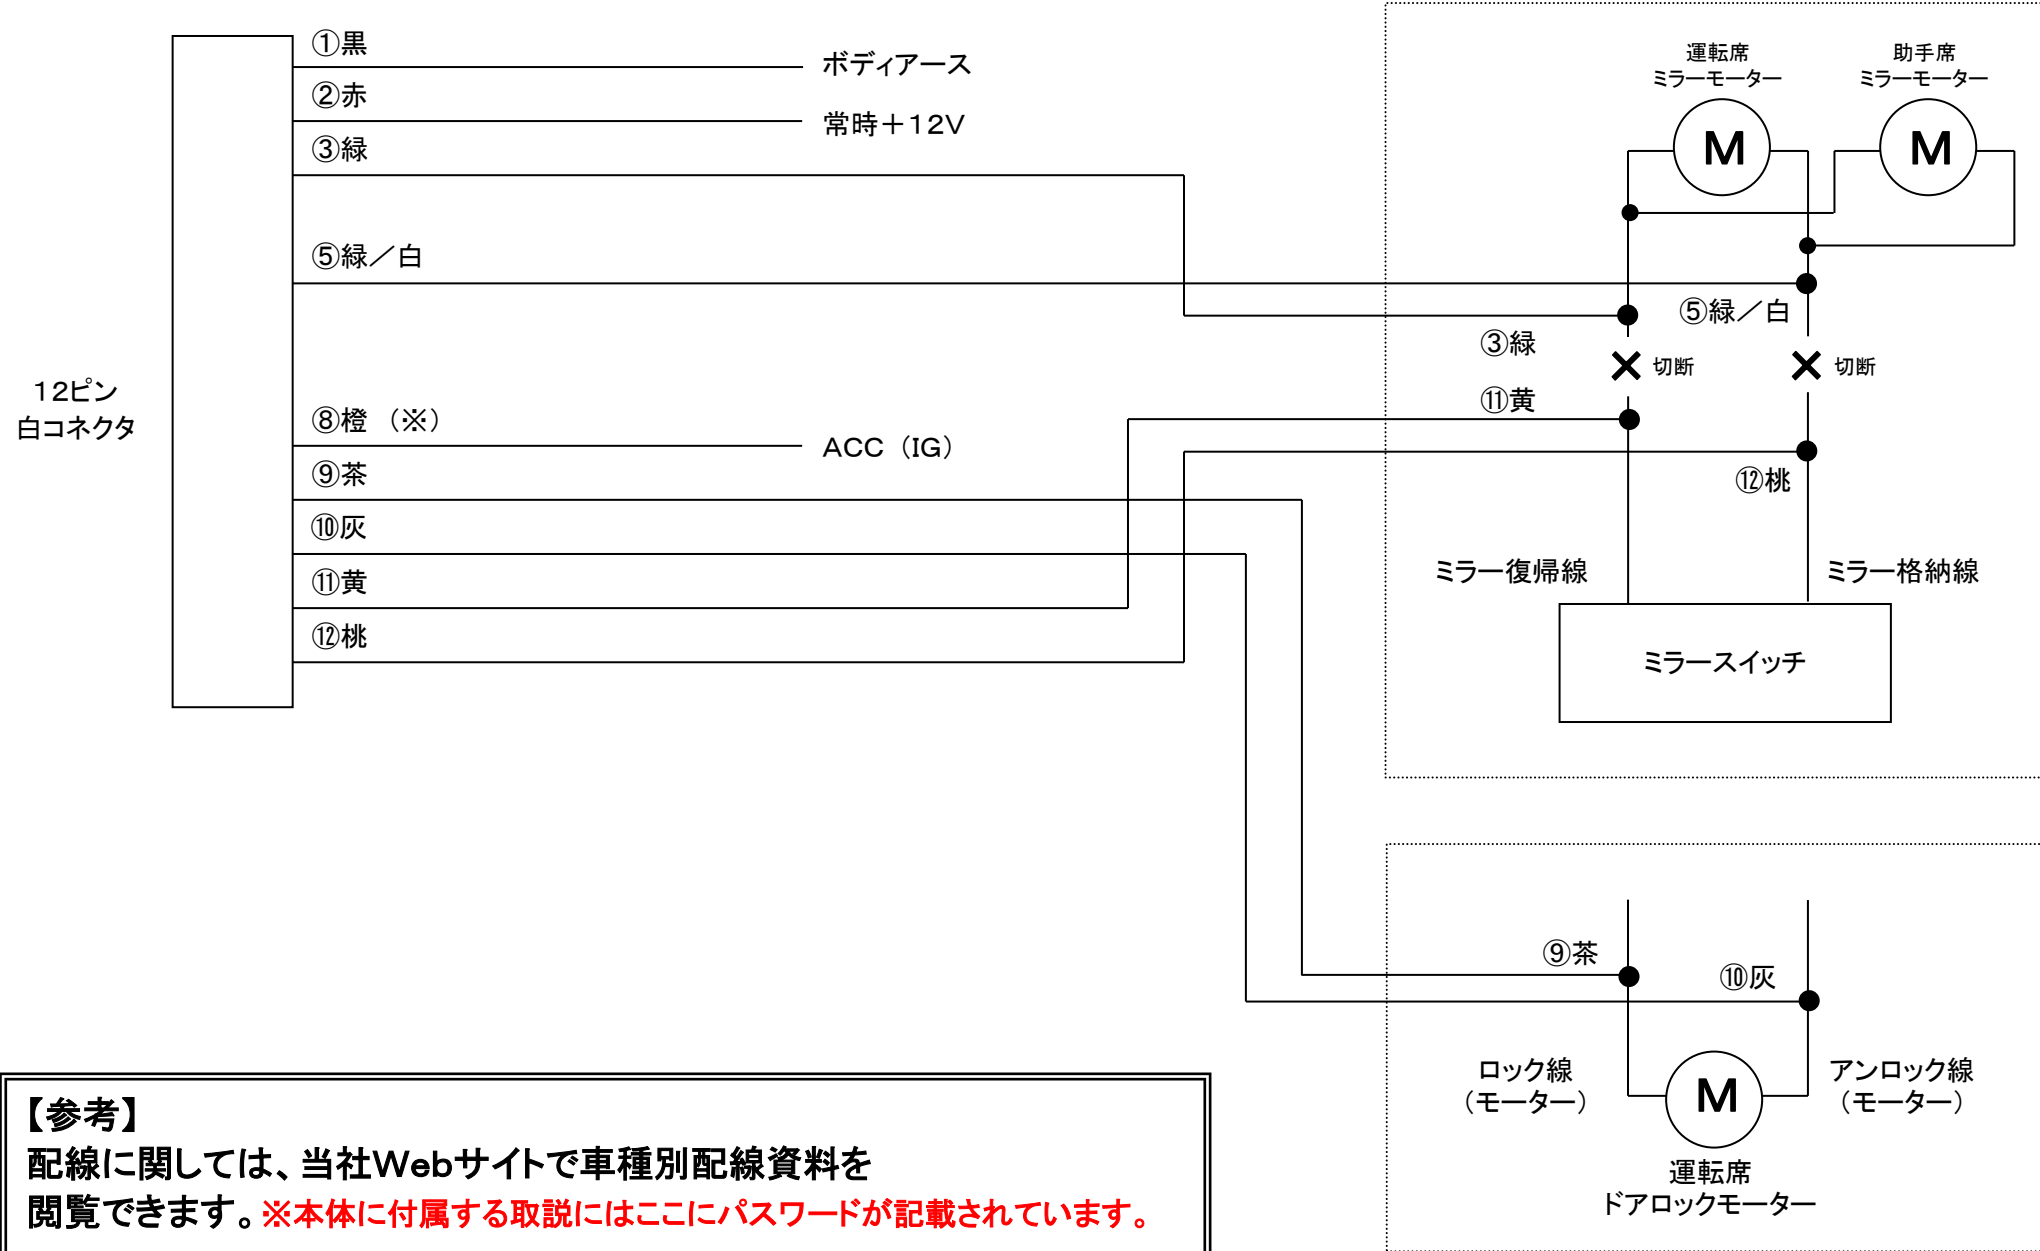 ①黒
ボディアース
②赤
常時＋12V
③緑
⑤緑／白
12ピン
白コネクタ
⑧橙 （※）
ACC（IG）
⑨茶
⑩灰
⑪黄
⑫桃
運転席
ミラーモーター
助手席
ミラーモーター
M
M
⑤緑／白
③緑
切断
切断
⑪黄
⑫桃
ミラー復帰線
ミラー格納線
ミラースイッチ
⑨茶
⑩灰
ロック線
（モーター）
アンロック線
（モーター）
M
運転席
ドアロックモーター
【参考】
配線に関しては、当社Webサイトで車種別配線資料を
閲覧できます。※本体に付属する取説にはここにパスワードが記載されています。